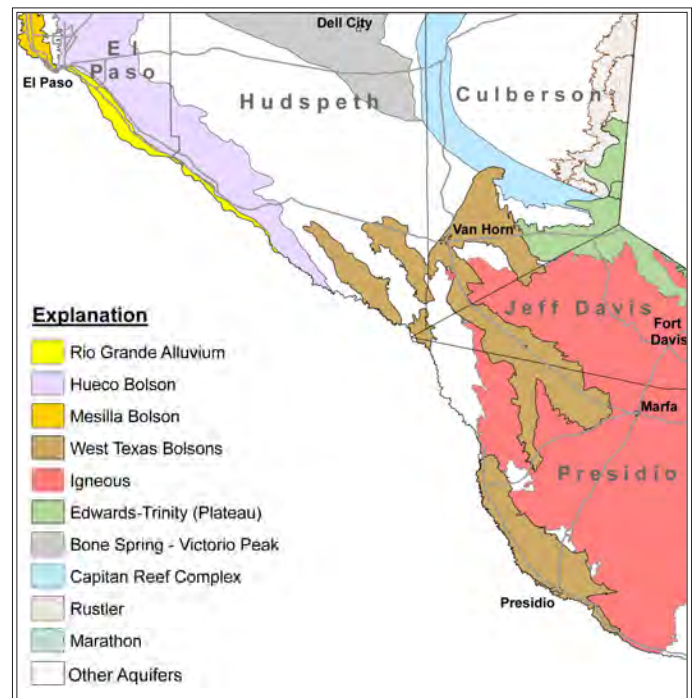 Dell City
El
Paso
El Paso
Hudspeth
Culberson
Van Horn
Jeff Davis
Fort
Davis
Marfa
Presidio
Presidio
Explanation
Rio Grande Alluvium
Hueco Bolson
Mesilla Bolson
West Texas Bolsons
Igneous
Edwards-Trinity (Plateau)
Bone Spring - Victorio Peak
Capitan Reef Complex
Rustler
Marathon
Other Aquifers